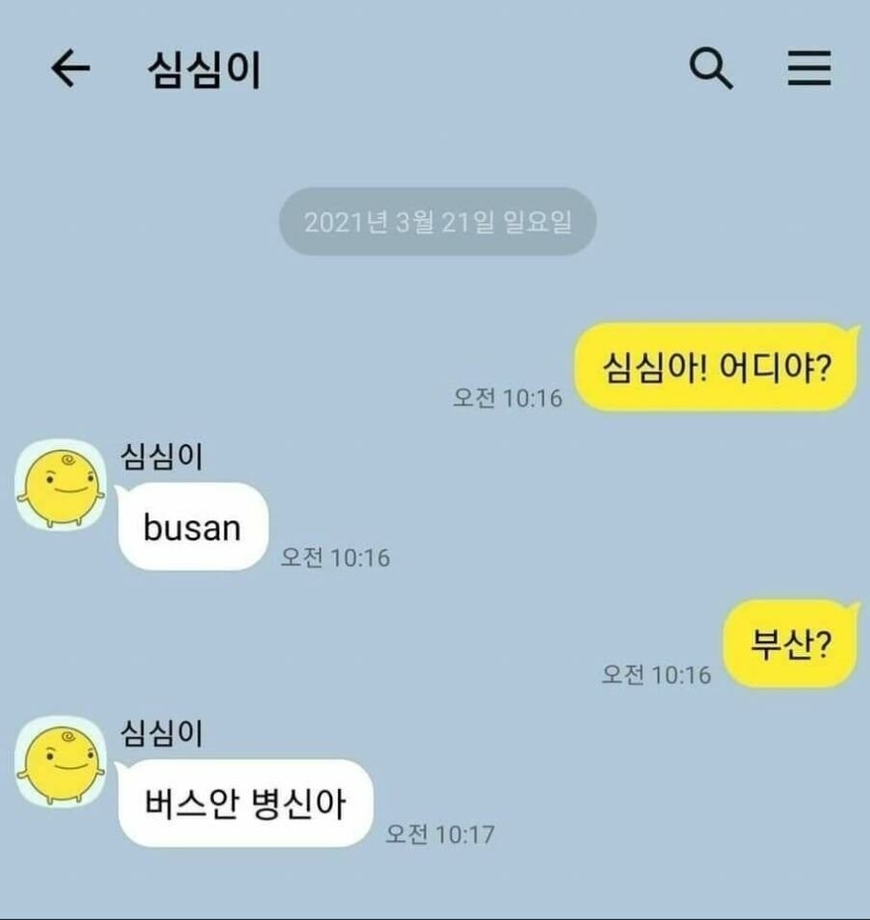 심심이
2021년 3월 21일 일요일
심심아! 어디야?
오전 10:16
심심이
busan
오전 10:16
부산?
오전 10:16
심심이
버스안 병신아
오전 10:17